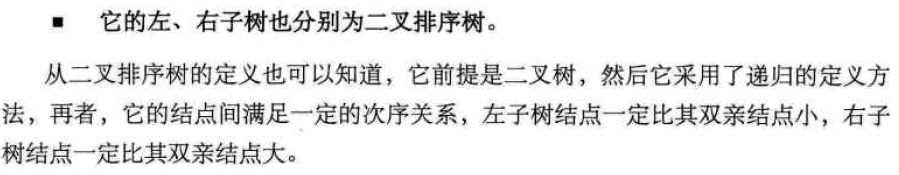 ■ 它的左、右子树也分别为二叉排序树。
从二叉排序树的定义也可以知道，它前提是二叉树，然后它采用了递归的定义方
法，再者，它的结点间满足一定的次序关系，左子树结点一定比其双亲结点小，右子
树结点一定比其双亲结点大。